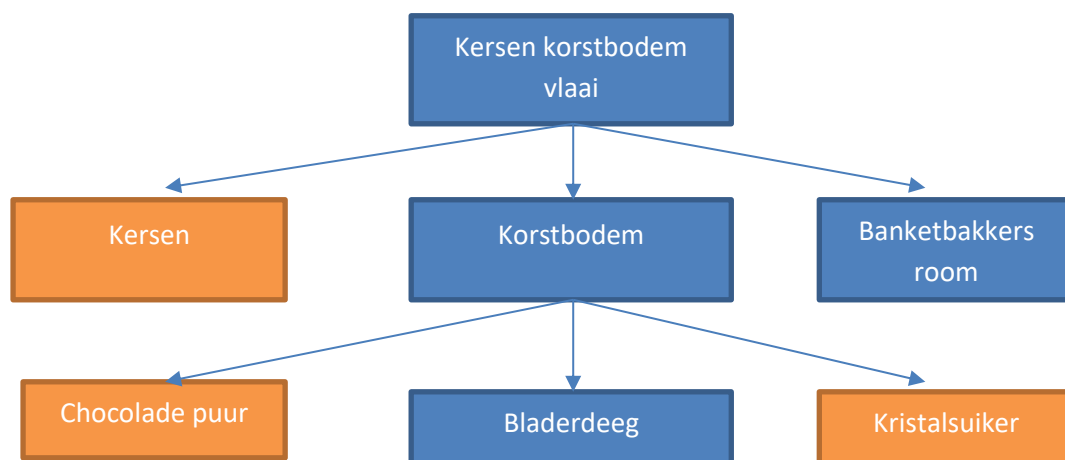 Kersen korstbodem
vlaai
Kersen
Korstbodem
Banketbakkers
room
Chocolade puur
Bladerdeeg
Kristalsuiker